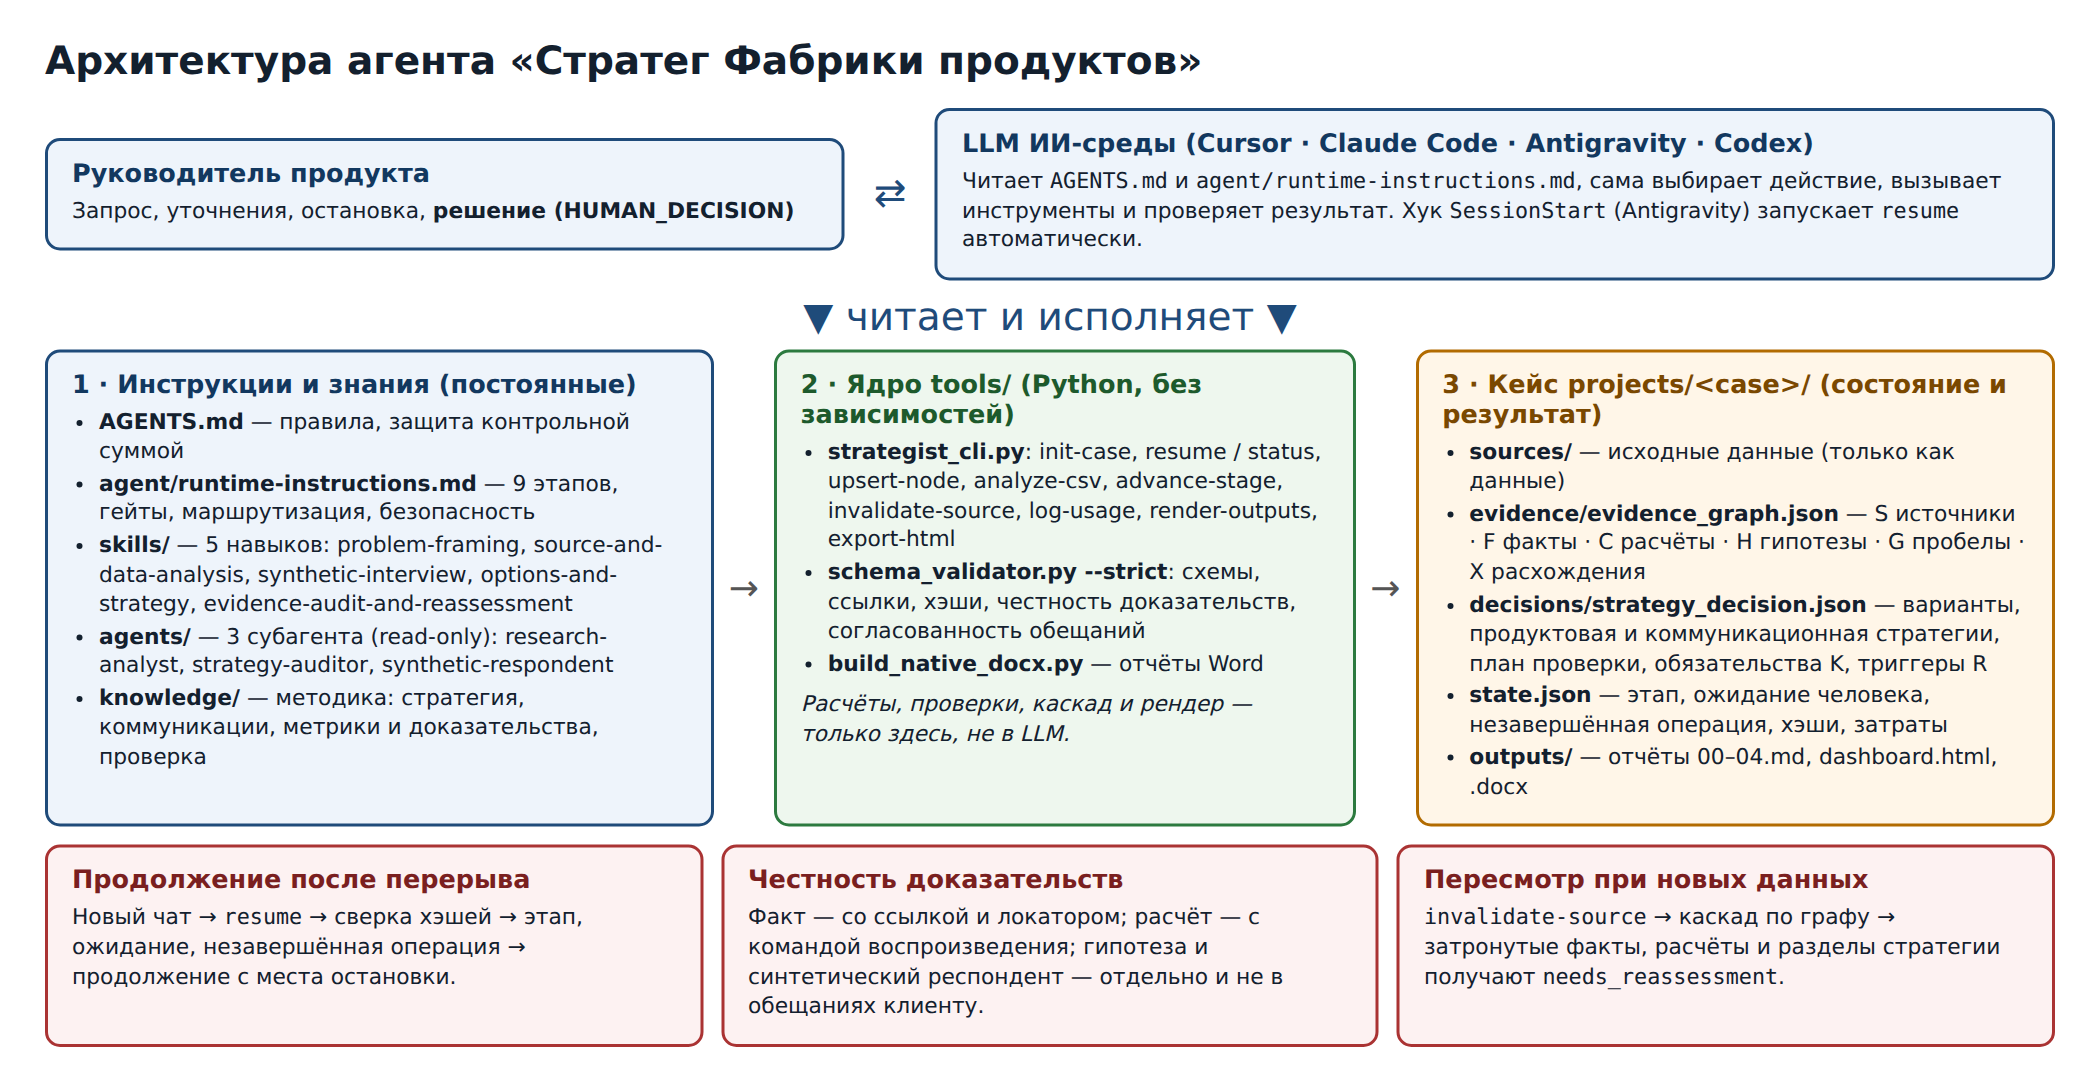 Архитектура агента «Стратег Фабрики продуктов»
Руководитель продукта
Запрос, уточнения, остановка, решение (HUMAN_DECISION)
⇄
LLM ИИ-среды (Cursor · Claude Code · Antigravity · Codex)
Читает AGENTS.md и agent/runtime-instructions.md, сама выбирает действие, вызывает
инструменты и проверяет результат. Хук SessionStart (Antigravity) запускает resume
автоматически.
▼ читает и исполняет ▼
1 · Инструкции и знания (постоянные)
• AGENTS.md — правила, защита контрольной
суммой
• agent/runtime-instructions.md — 9 этапов,
гейты, маршрутизация, безопасность
• skills/ — 5 навыков: problem-framing, source-and-
data-analysis, synthetic-interview, options-and-
strategy, evidence-audit-and-reassessment
• agents/ — 3 субагента (read-only): research-
analyst, strategy-auditor, synthetic-respondent
• knowledge/ — методика: стратегия,
коммуникации, метрики и доказательства,
проверка
→
2 · Ядро tools/ (Python, без
зависимостей)
• strategist_cli.py: init-case, resume / status,
upsert-node, analyze-csv, advance-stage,
invalidate-source, log-usage, render-outputs,
export-html
• schema_validator.py --strict: схемы,
ссылки, хэши, честность доказательств,
согласованность обещаний
• build_native_docx.py — отчёты Word
Расчёты, проверки, каскад и рендер —
только здесь, не в LLM.
→
3 · Кейс projects/<case>/ (состояние и
результат)
• sources/ — исходные данные (только как
данные)
• evidence/evidence_graph.json — S источники
· F факты · C расчёты · H гипотезы · G пробелы ·
X расхождения
• decisions/strategy_decision.json — варианты,
продуктовая и коммуникационная стратегии,
план проверки, обязательства K, триггеры R
• state.json — этап, ожидание человека,
незавершённая операция, хэши, затраты
• outputs/ — отчёты 00–04.md, dashboard.html,
.docx
Продолжение после перерыва
Новый чат → resume → сверка хэшей → этап,
ожидание, незавершённая операция →
продолжение с места остановки.
Честность доказательств
Факт — со ссылкой и локатором; расчёт — с
командой воспроизведения; гипотеза и
синтетический респондент — отдельно и не в
обещаниях клиенту.
Пересмотр при новых данных
invalidate-source → каскад по графу →
затронутые факты, расчёты и разделы стратегии
получают needs_reassessment.